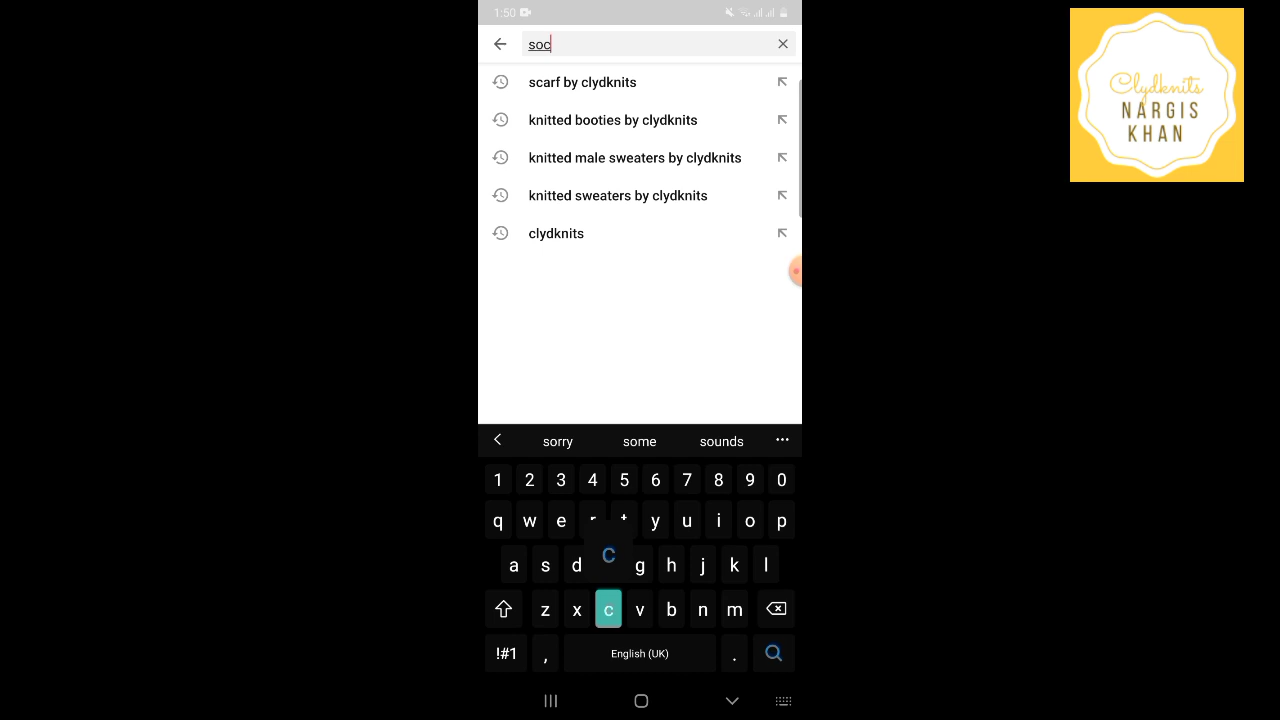 1:50
soc
scarf by clydknits
knitted booties by clydknits
knitted male sweaters by clydknits
knitted sweaters by clydknits
clydknits
sorry some sounds
1 2 3 4 5 6 7 8 9 0
q w e r t y u i o p
a s d C g h j k l
z x c v b n m
!#1 , English (UK) .
Clydknits
NARGIS
KHAN